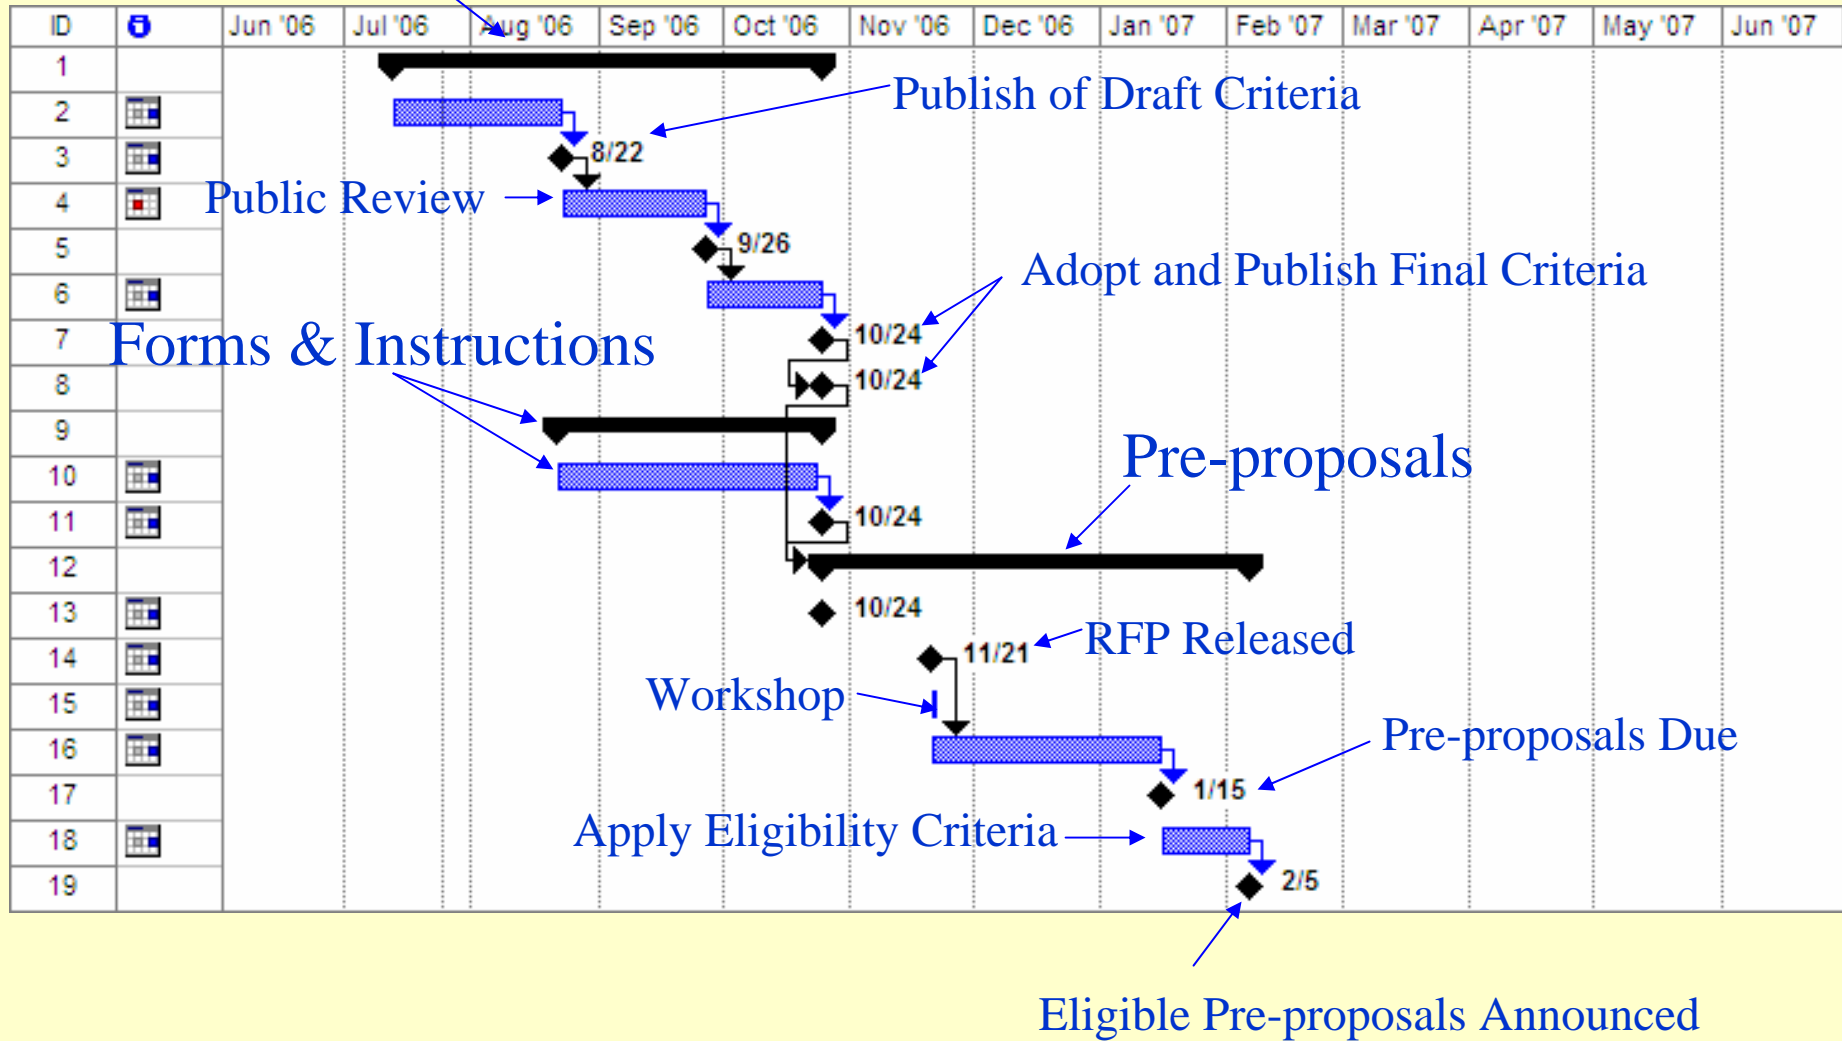 ID Jun '06 Jul '06 Aug '06 Sep '06 Oct '06 Nov '06 Dec '06 Jan '07 Feb '07 Mar '07 Apr '07 May '07 Jun '07
1
Publish of Draft Criteria
2
3 8/22
4 Public Review
5 9/26
Adopt and Publish Final Criteria
6
7 10/24
Forms & Instructions
8 10/24
9
Pre-proposals
10
11 10/24
12
13 10/24
14 11/21 RFP Released
15 Workshop
16 Pre-proposals Due
17 1/15
18 Apply Eligibility Criteria
19 2/5
Eligible Pre-proposals Announced